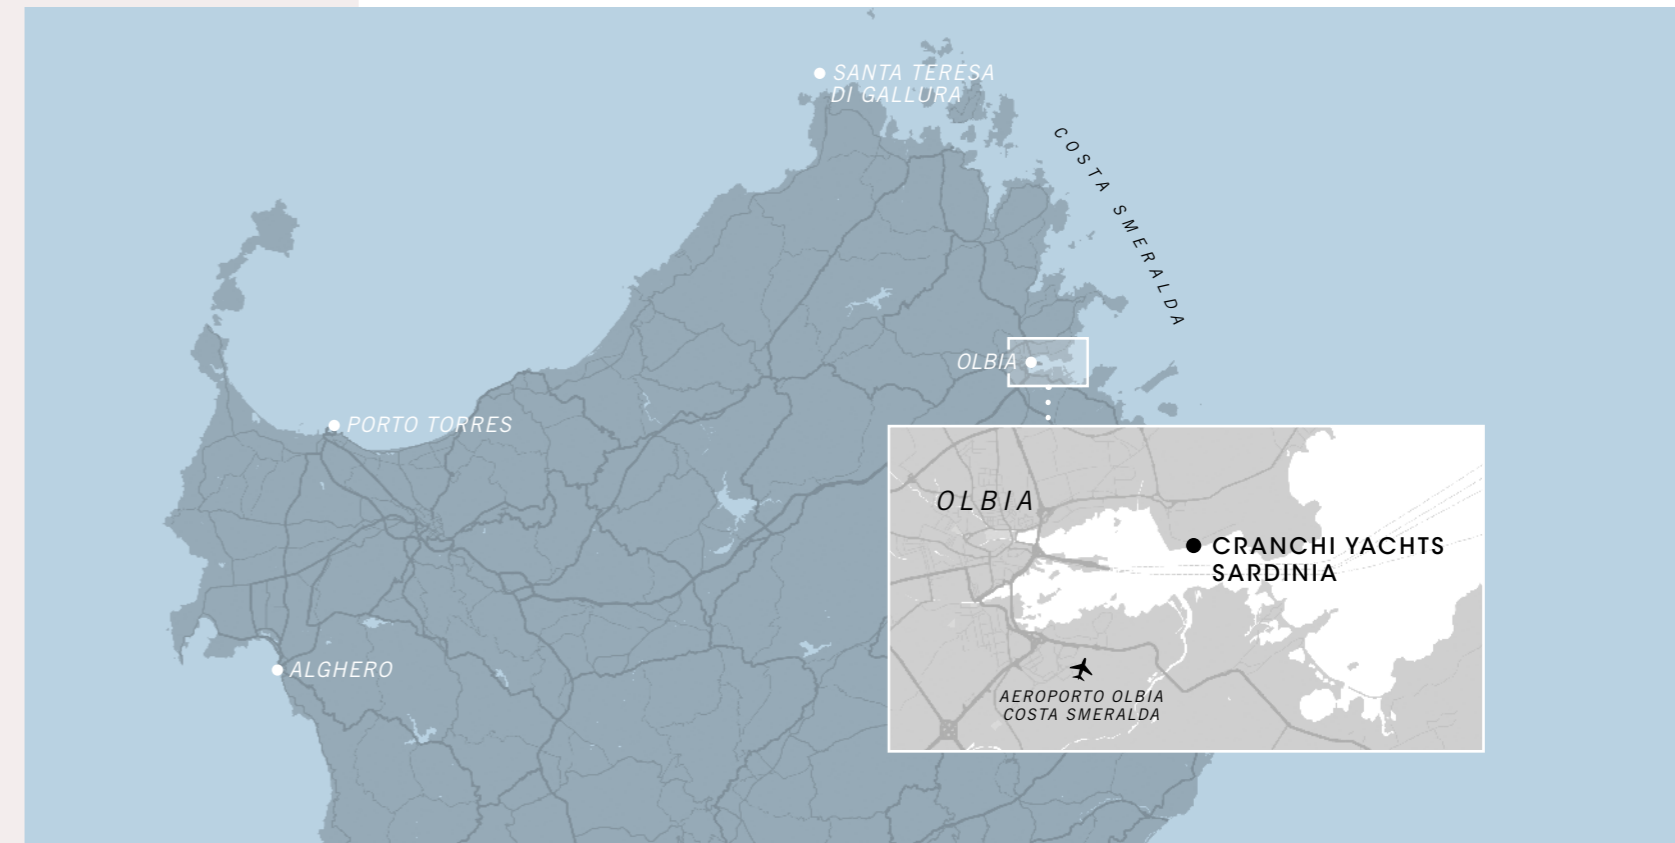 SANTA TERESA
DI GALLURA
COSTA SMERALDA
OLBIA
PORTO TORRES
OLBIA
CRANCHI YACHTS
SARDINIA
ALGHERO
AEROPORTO OLBIA
COSTA SMERALDA